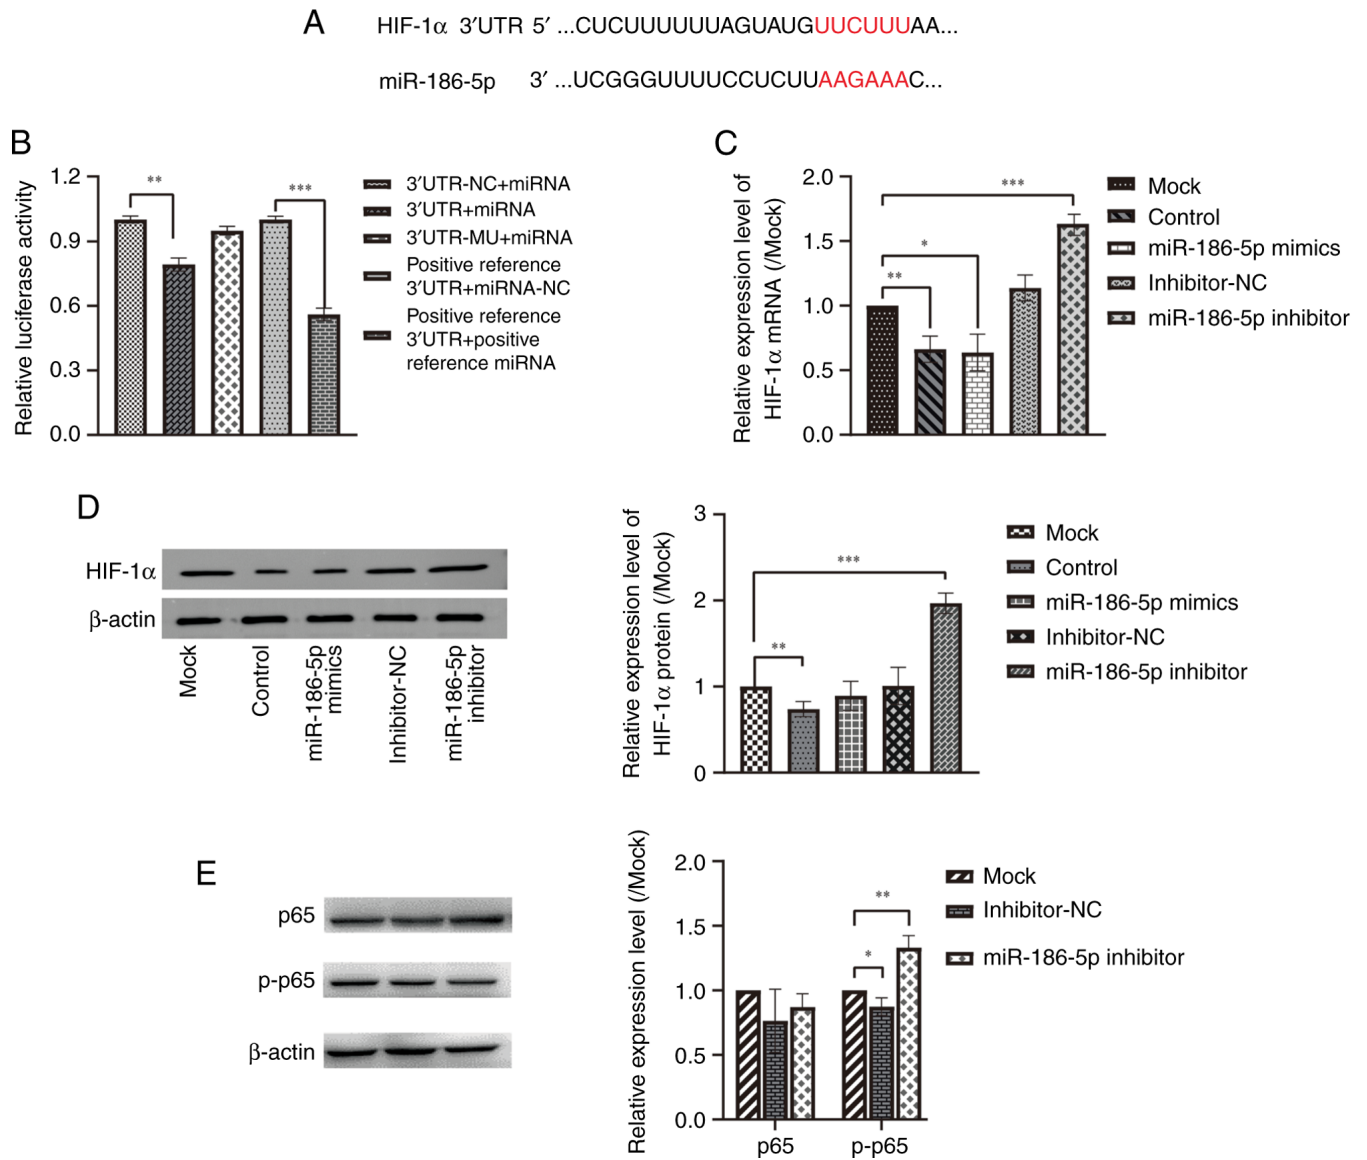 A
HIF-1α 3′UTR 5′ ...CUCUUUUUUAGUAUGUUCUUUAA...
miR-186-5p 3′ ...UCGGGUUUUCCUCUUAAGAAAC...
B
Relative luciferase activity
1.2
0.9
0.6
0.3
0.0
**
***
3′UTR-NC+miRNA
3′UTR+miRNA
3′UTR-MU+miRNA
Positive reference
3′UTR+miRNA-NC
Positive reference
3′UTR+positive
reference miRNA
C
Relative expression level of
HIF-1α mRNA (/Mock)
2.0
1.5
1.0
0.5
0.0
***
*
**
Mock
Control
miR-186-5p mimics
Inhibitor-NC
miR-186-5p inhibitor
D
HIF-1α
β-actin
Mock
Control
miR-186-5p
mimics
Inhibitor-NC
miR-186-5p
inhibitor
Relative expression level of
HIF-1α protein (/Mock)
3
2
1
0
***
**
Mock
Control
miR-186-5p mimics
Inhibitor-NC
miR-186-5p inhibitor
E
p65
p-p65
β-actin
Relative expression level (/Mock)
2.0
1.5
1.0
0.5
0.0
**
*
p65
p-p65
Mock
Inhibitor-NC
miR-186-5p inhibitor